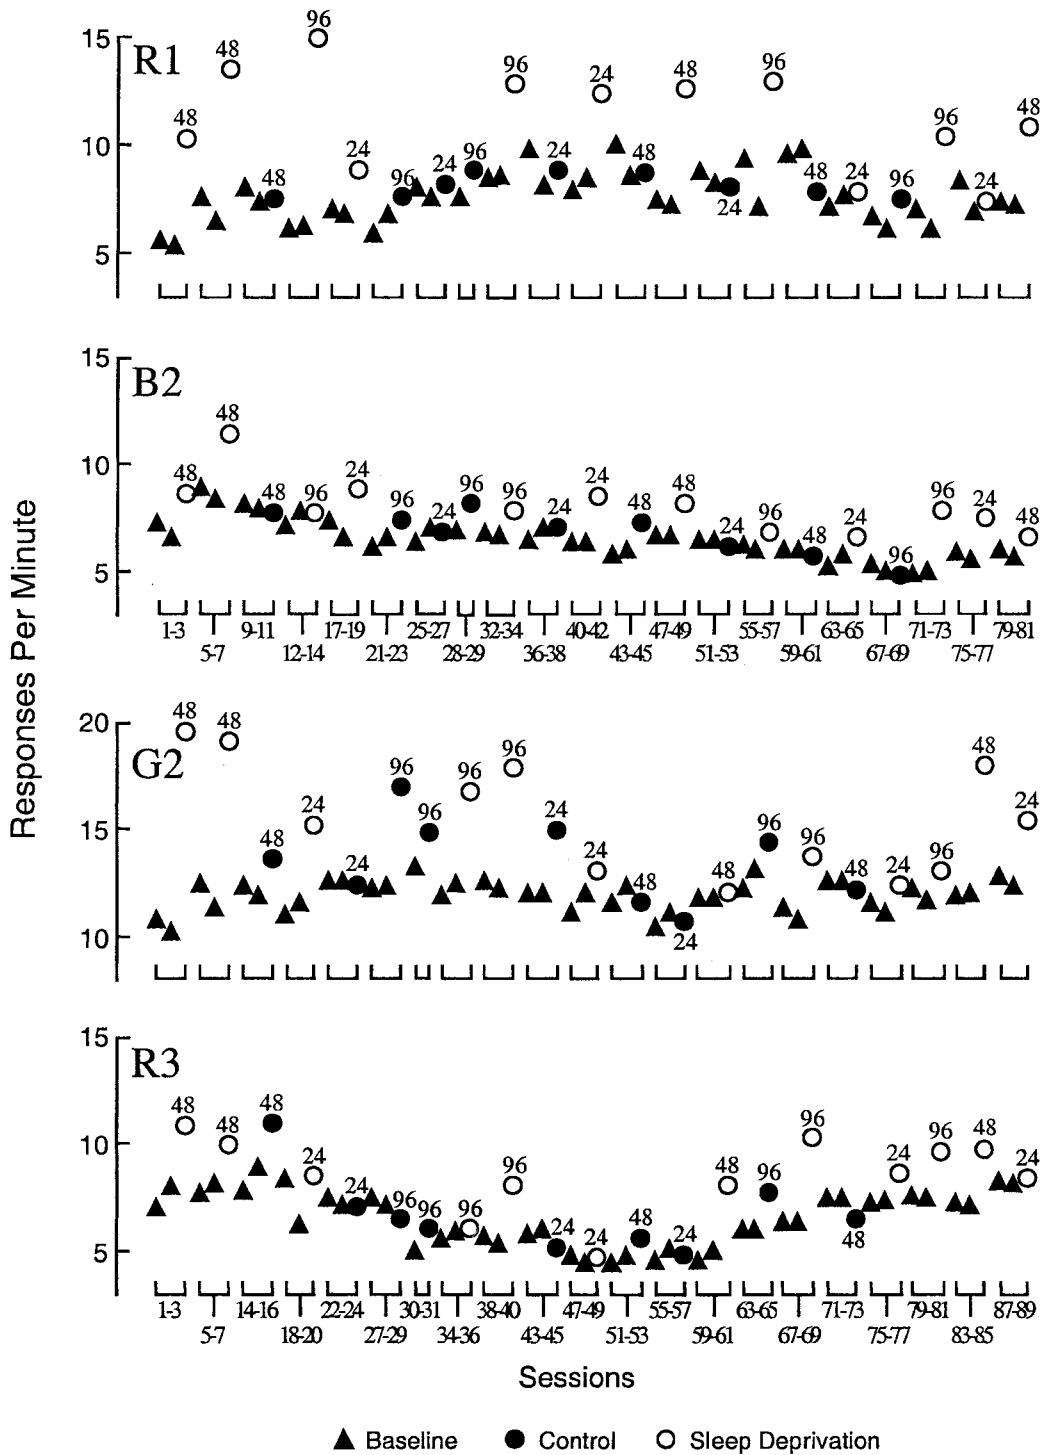 Responses Per Minute
R1
15
10
5
48 48 48 96 24 96 24 96 96 24 24 48 48 24 96 48 24 96 96 24 48
B2
15
10
5
48 48 48 96 24 96 24 96 96 24 24 48 48 24 96 48 24 96 96 24 48
1-3 9-11 17-19 25-27 32-34 40-42 47-49 55-57 63-65 71-73 79-81
5-7 12-14 21-23 28-29 36-38 43-45 51-53 59-61 67-69 75-77
G2
20
15
10
48 48 48 24 24 96 96 96 96 24 24 48 24 48 96 96 48 24 96 48 24
R3
15
10
5
48 48 48 24 24 96 96 96 96 24 24 48 24 48 96 96 48 24 96 48 24
1-3 14-16 22-24 30-31 38-40 47-49 55-57 63-65 71-73 79-81 87-89
5-7 18-20 27-29 34-36 43-45 51-53 59-61 67-69 75-77 83-85
Sessions
Baseline Control Sleep Deprivation